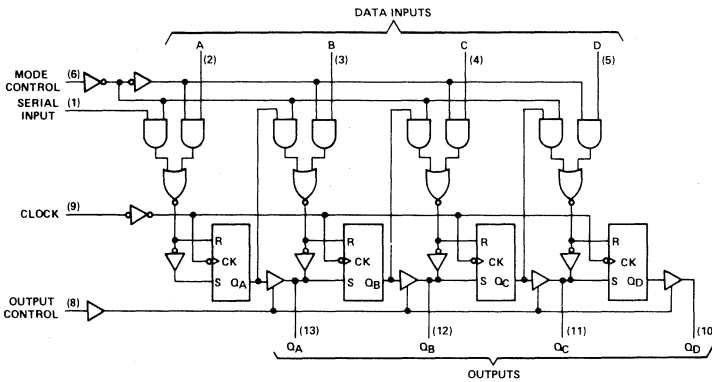 DATA INPUTS
A B C D
(2) (3) (4) (5)
MODE CONTROL (6)
SERIAL INPUT (1)
CLOCK (9)
R R R R
CK CK CK CK
S QA S QB S QC S QD
OUTPUT CONTROL (8)
(13) (12) (11) (10
QA QB QC QD
OUTPUTS